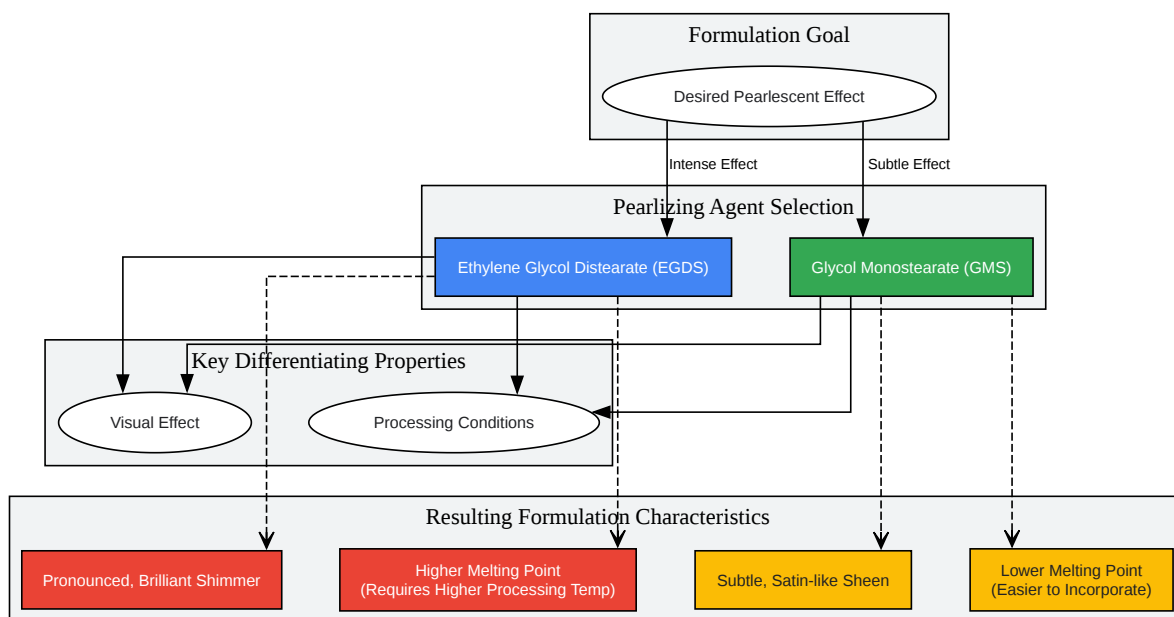 Formulation Goal
Desired Pearlescent Effect
Intense Effect
Subtle Effect
Pearlizing Agent Selection
Ethylene Glycol Distearate (EGDS)
Glycol Monostearate (GMS)
Key Differentiating Properties
Visual Effect
Processing Conditions
Resulting Formulation Characteristics
Pronounced, Brilliant Shimmer
Higher Melting Point
(Requires Higher Processing Temp)
Subtle, Satin-like Sheen
Lower Melting Point
(Easier to Incorporate)